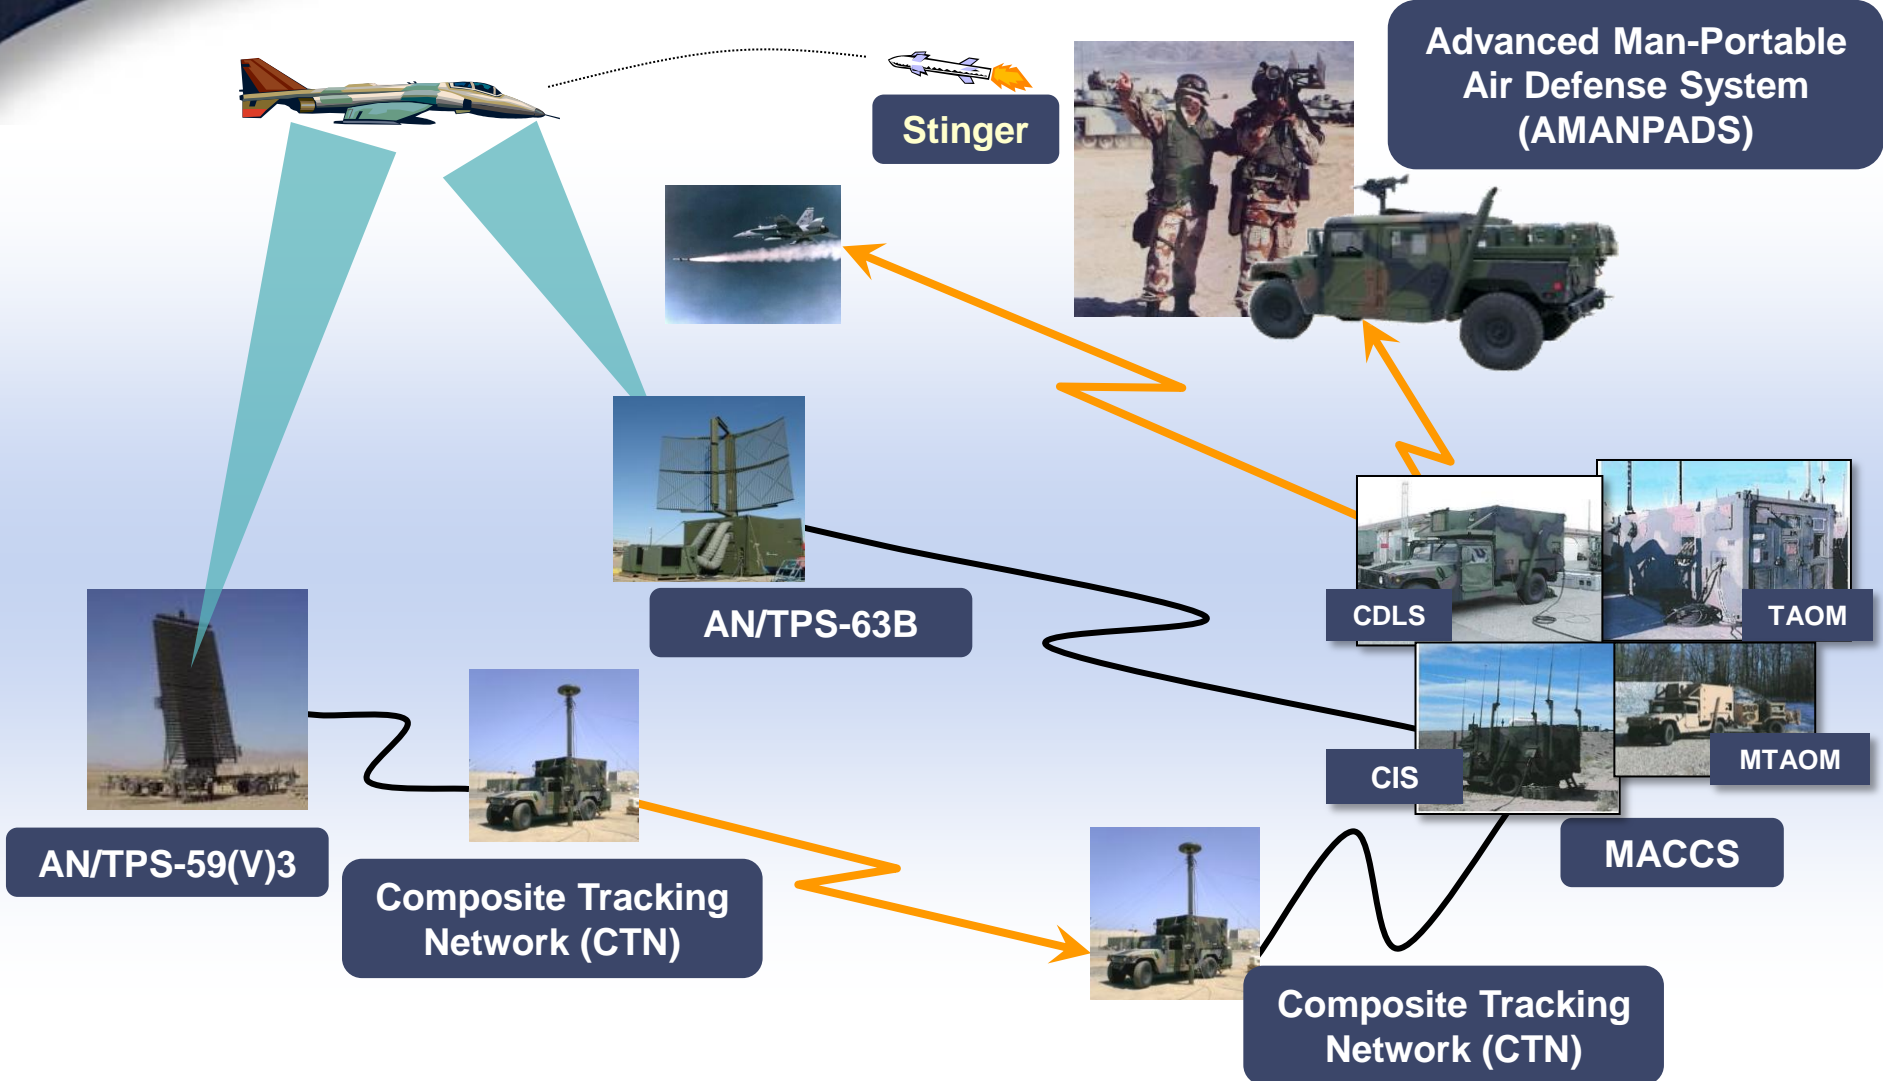 Advanced Man-Portable
Air Defense System
(AMANPADS)
Stinger
AN/TPS-63B
CDLS
TAOM
CIS
MTAOM
MACCS
AN/TPS-59(V)3
Composite Tracking
Network (CTN)
Composite Tracking
Network (CTN)